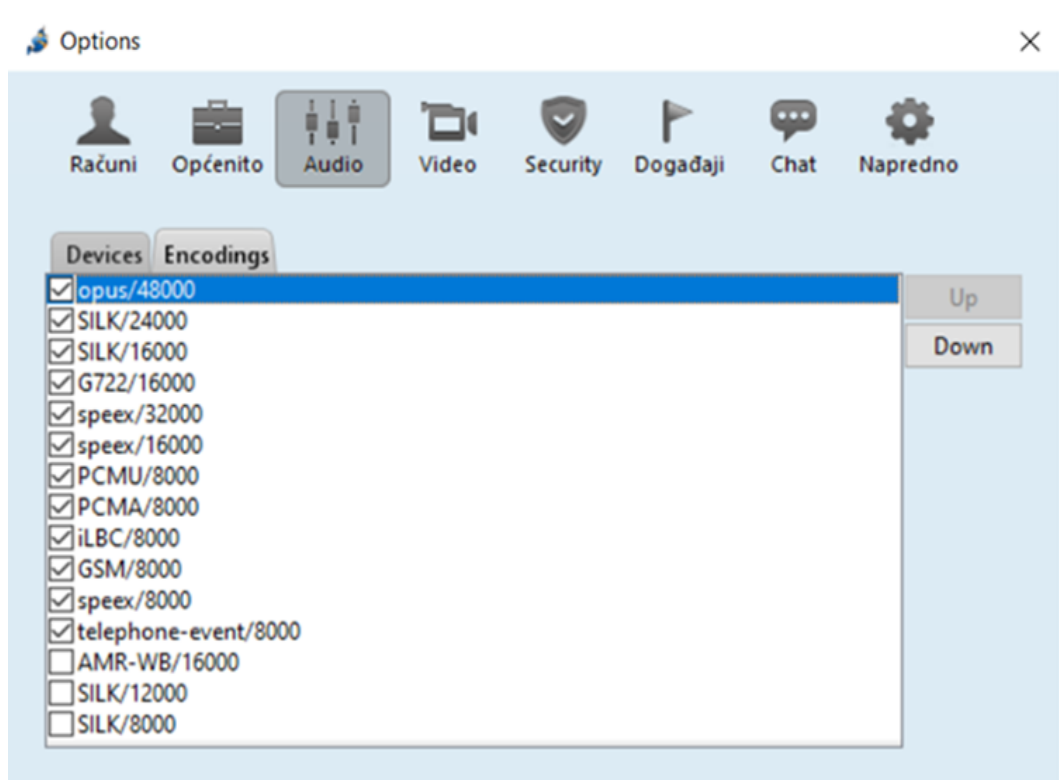 Options
Računi Općenito Audio Video Security Događaji Chat Napredno
Devices Encodings
opus/48000
Up
SILK/24000
SILK/16000
Down
G722/16000
speex/32000
speex/16000
PCMU/8000
PCMA/8000
iLBC/8000
GSM/8000
speex/8000
telephone-event/8000
AMR-WB/16000
SILK/12000
SILK/8000